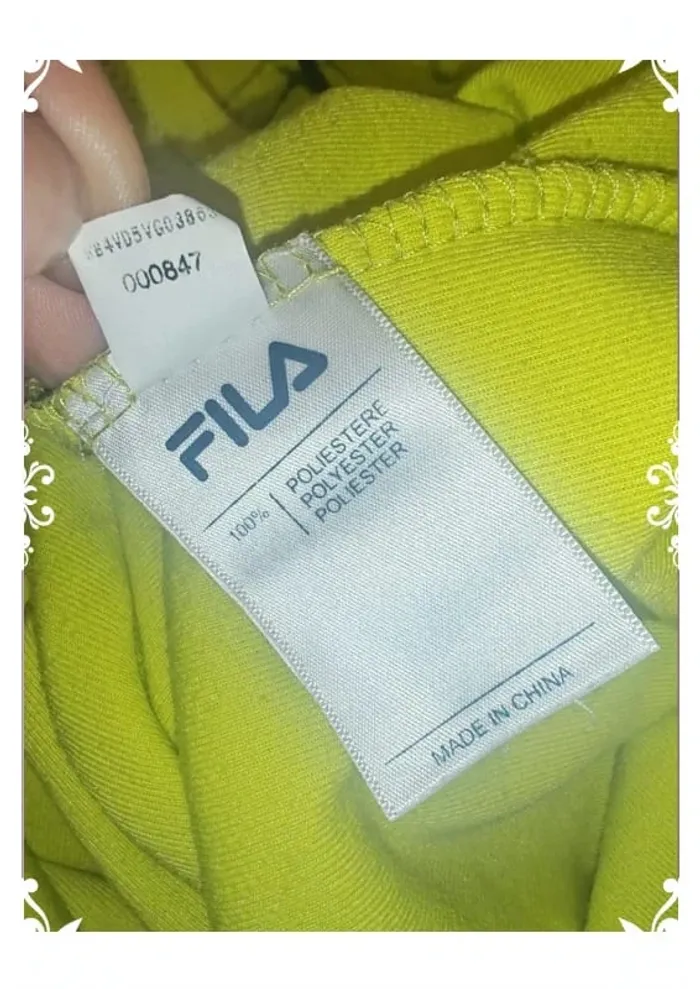 000847
FILA
100%
POLIESTERE
POLYESTER
POLIESTER
MADE IN CHINA